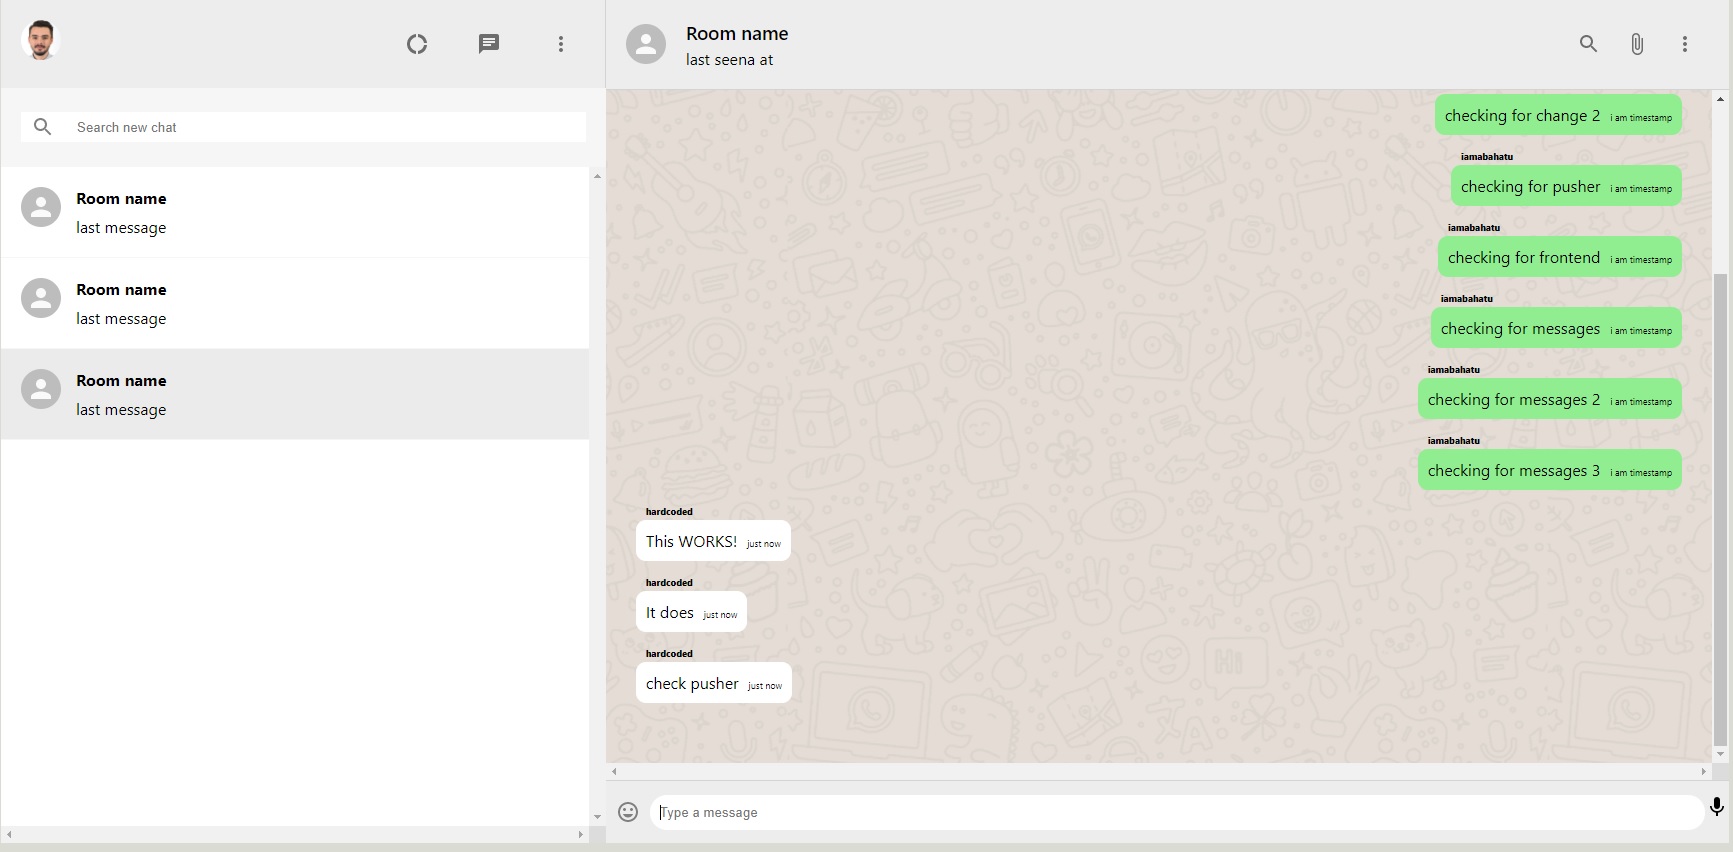 Room name
last seena at
Search new chat
Room name
last message
Room name
last message
Room name
last message
checking for change 2 i am timestamp
iamabahatu
checking for pusher i am timestamp
iamabahatu
checking for frontend i am timestamp
iamabahatu
checking for messages i am timestamp
iamabahatu
checking for messages 2 i am timestamp
iamabahatu
checking for messages 3 i am timestamp
hardcoded
This WORKS! just now
hardcoded
It does just now
hardcoded
check pusher just now
Hi
Type a message